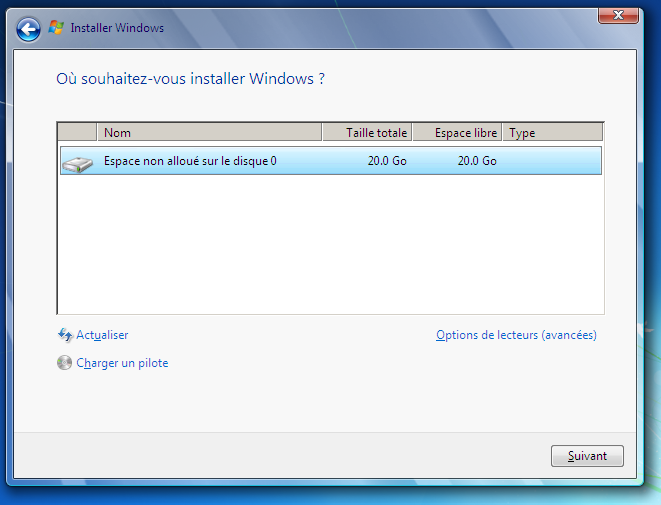 Installer Windows
Où souhaitez-vous installer Windows ?
Nom Taille totale Espace libre Type
Espace non alloué sur le disque 0 20.0 Go 20.0 Go
Actualiser Options de lecteurs (avancées)
Charger un pilote
Suivant